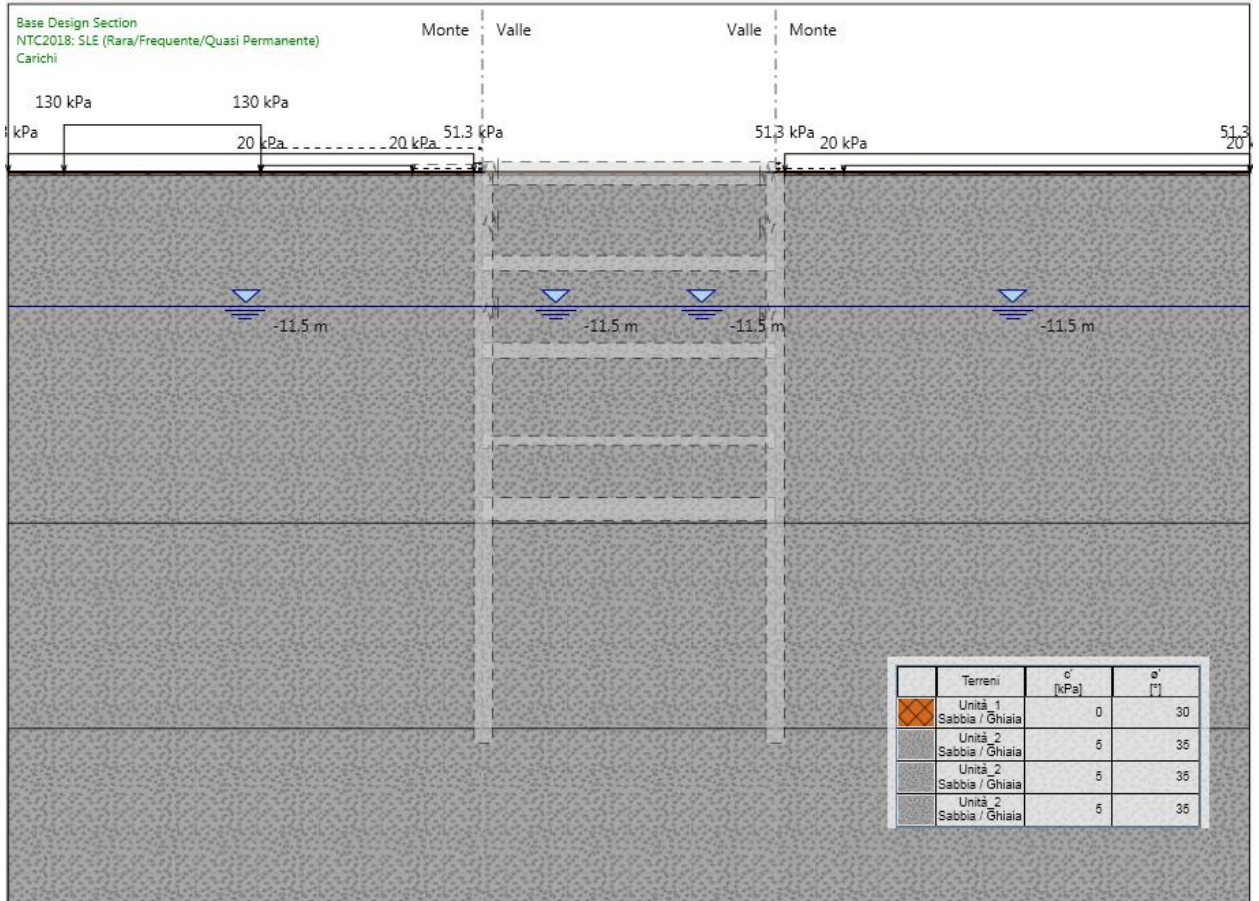 Base Design Section
NTC2018: SLE (Rara/Frequente/Quasi Permanente)
Carichi
Monte Valle Valle Monte
130 kPa 130 kPa
kPa 51.3 kPa 51.3 kPa 51.3
20 kPa 20 kPa 20 kPa 20
-11.5 m -11.5 m -11.5 m -11.5 m
Terreni c' [kPa] ø' [°]
Unità_1
Sabbia / Ghiaia 0 30
Unità_2
Sabbia / Ghiaia 5 35
Unità_2
Sabbia / Ghiaia 5 35
Unità_2
Sabbia / Ghiaia 5 35